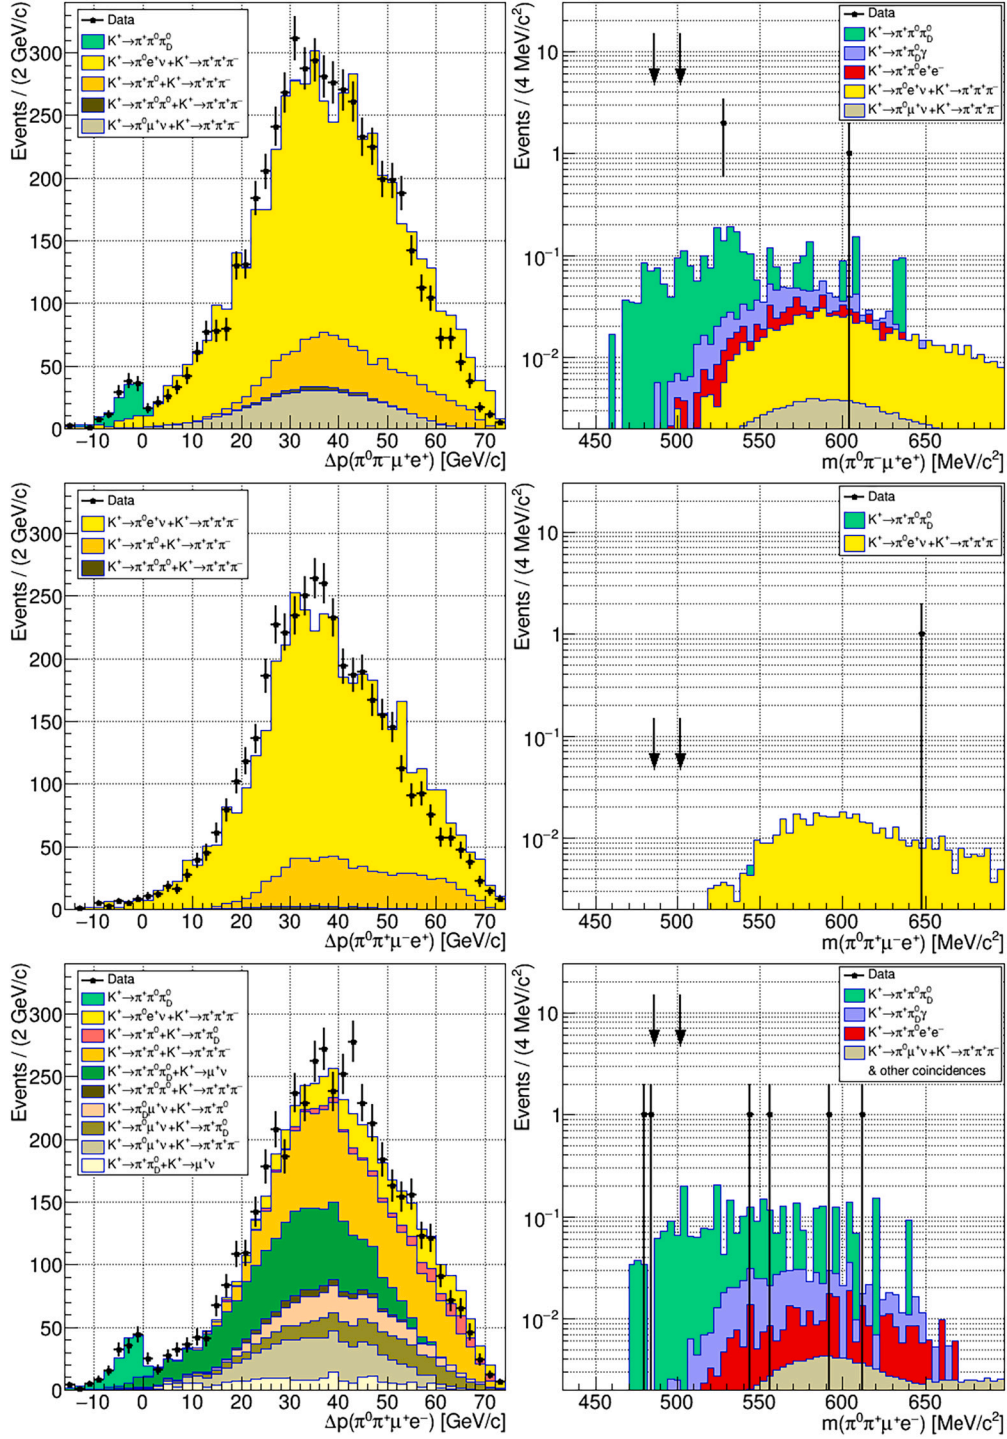 Events / (2 GeV/c)
Data
K⁺→π⁺π⁰π⁰_D
K⁺→π⁰e⁺ν+K⁺→π⁺π⁺π⁻
K⁺→π⁺π⁰+K⁺→π⁺π⁺π⁻
K⁺→π⁺π⁰π⁰+K⁺→π⁺π⁺π⁻
K⁺→π⁰μ⁺ν+K⁺→π⁺π⁺π⁻
300
250
200
150
100
50
0
−10 0 10 20 30 40 50 60 70
Δp(π⁰π⁻μ⁺e⁺) [GeV/c]
Events / (4 MeV/c²)
Data
K⁺→π⁺π⁰π⁰_D
K⁺→π⁺π⁰_Dγ
K⁺→π⁺π⁰e⁺e⁻
K⁺→π⁰e⁺ν+K⁺→π⁺π⁺π⁻
K⁺→π⁰μ⁺ν+K⁺→π⁺π⁺π⁻
10
1
10⁻¹
10⁻²
450 500 550 600 650
m(π⁰π⁻μ⁺e⁺) [MeV/c²]
Events / (2 GeV/c)
Data
K⁺→π⁰e⁺ν+K⁺→π⁺π⁺π⁻
K⁺→π⁺π⁰+K⁺→π⁺π⁺π⁻
K⁺→π⁺π⁰π⁰+K⁺→π⁺π⁺π⁻
300
250
200
150
100
50
0
−10 0 10 20 30 40 50 60 70
Δp(π⁰π⁺μ⁻e⁺) [GeV/c]
Events / (4 MeV/c²)
Data
K⁺→π⁺π⁰π⁰_D
K⁺→π⁰e⁺ν+K⁺→π⁺π⁺π⁻
10
1
10⁻¹
10⁻²
450 500 550 600 650
m(π⁰π⁺μ⁻e⁺) [MeV/c²]
Events / (2 GeV/c)
Data
K⁺→π⁺π⁰π⁰_D
K⁺→π⁰e⁺ν+K⁺→π⁺π⁺π⁻
K⁺→π⁺π⁰+K⁺→π⁺π⁰_D
K⁺→π⁺π⁰+K⁺→π⁺π⁺π⁻
K⁺→π⁺π⁰π⁰_D+K⁺→μ⁺ν
K⁺→π⁺π⁰π⁰+K⁺→π⁺π⁺π⁻
K⁺→π⁰_Dμ⁺ν+K⁺→π⁺π⁰
K⁺→π⁰μ⁺ν+K⁺→π⁺π⁰_D
K⁺→π⁰μ⁺ν+K⁺→π⁺π⁺π⁻
K⁺→π⁺π⁰_D+K⁺→μ⁺ν
300
250
200
150
100
50
0
−10 0 10 20 30 40 50 60 70
Δp(π⁰π⁺μ⁺e⁻) [GeV/c]
Events / (4 MeV/c²)
Data
K⁺→π⁺π⁰π⁰_D
K⁺→π⁺π⁰_Dγ
K⁺→π⁺π⁰e⁺e⁻
K⁺→π⁰μ⁺ν+K⁺→π⁺π⁺π⁻
& other coincidences
10
1
10⁻¹
10⁻²
450 500 550 600 650
m(π⁰π⁺μ⁺e⁻) [MeV/c²]